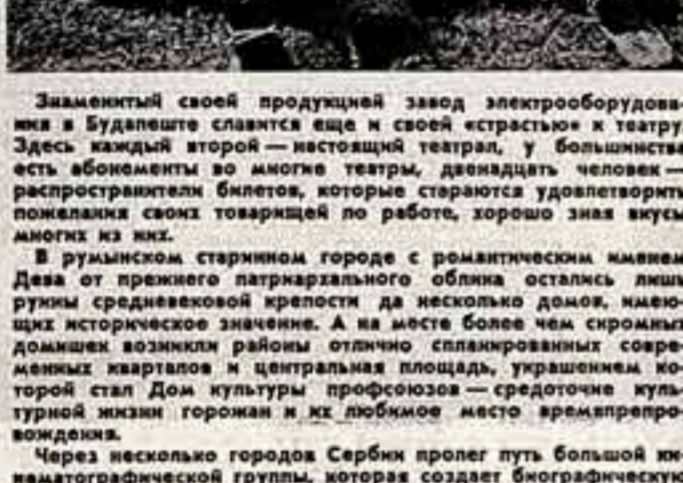 Знаменитый своей продукцией завод электрооборудова-
ния в Будапеште славится еще и своей «страстью» к театру.
Здесь каждый второй — настоящий театрал, у большинства
есть абонементы во многие театры, двенадцать человек —
распространители билетов, которые стараются удовлетворить
пожелания своих товарищей по работе, хорошо зная вкусы
многих из них.
В румынском старинном городе с романтическим именем
Дева от прежнего патриархального облика остались лишь
руины средневековой крепости да несколько домов, имею-
щих историческое значение. А на месте более чем скромных
домишек возникли районы отлично спланированных совре-
менных кварталов и центральная площадь, украшением ко-
торой стал Дом культуры профсоюзов — средоточие куль-
турной жизни горожан и их любимое место времяпрепро-
вождения.
Через несколько городов Сербии пролег путь большой ки-
нематографической группы, которая создает биографическую